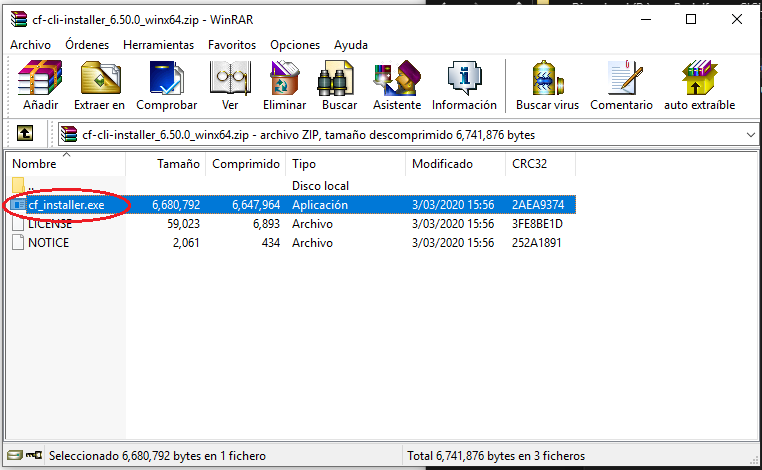 cf-cli-installer_6.50.0_winx64.zip - WinRAR
Archivo Órdenes Herramientas Favoritos Opciones Ayuda
Añadir Extraer en Comprobar Ver Eliminar Buscar Asistente Información Buscar virus Comentario auto extraíble
cf-cli-installer_6.50.0_winx64.zip - archivo ZIP, tamaño descomprimido 6,741,876 bytes
Nombre Tamaño Comprimido Tipo Modificado CRC32
.. Disco local
cf_installer.exe 6,680,792 6,647,964 Aplicación 3/03/2020 15:56 2AEA9374
LICENSE 59,023 6,893 Archivo 3/03/2020 15:56 3FE8BE1D
NOTICE 2,061 434 Archivo 3/03/2020 15:56 252A1891
Seleccionado 6,680,792 bytes en 1 fichero Total 6,741,876 bytes en 3 ficheros